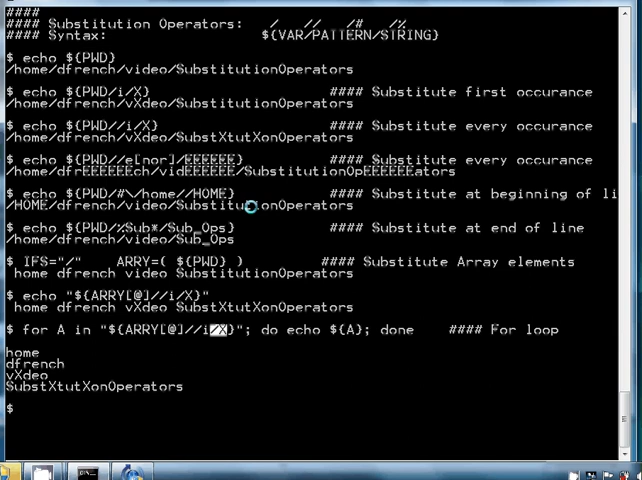 ####
#### Substitution Operators:   /   //   /#   /%
#### Syntax:                ${VAR/PATTERN/STRING}
$ echo ${PWD}
/home/dfrench/video/SubstitutionOperators
$ echo ${PWD/i/X}                #### Substitute first occurance
/home/dfrench/vXdeo/SubstitutionOperators
$ echo ${PWD//i/X}               #### Substitute every occurance
/home/dfrench/vXdeo/SubstXtutXonOperators
$ echo ${PWD//e[nor]/EEEEEE}     #### Substitute every occurance
/home/dfrEEEEEEch/vidEEEEEE/SubstitutionOpEEEEEEators
$ echo ${PWD/#\/home//HOME}      #### Substitute at beginning of li
/HOME/dfrench/video/SubstitutionOperators
$ echo ${PWD/%Sub*/Sub_Ops}      #### Substitute at end of line
/home/dfrench/video/Sub_Ops
$ IFS="/"   ARRY=( ${PWD} )      #### Substitute Array elements
home dfrench video SubstitutionOperators
$ echo "${ARRY[@]//i/X}"
home dfrench vXdeo SubstXtutXonOperators
$ for A in "${ARRY[@]//i/X}"; do echo ${A}; done    #### For loop
home
dfrench
vXdeo
SubstXtutXonOperators
$